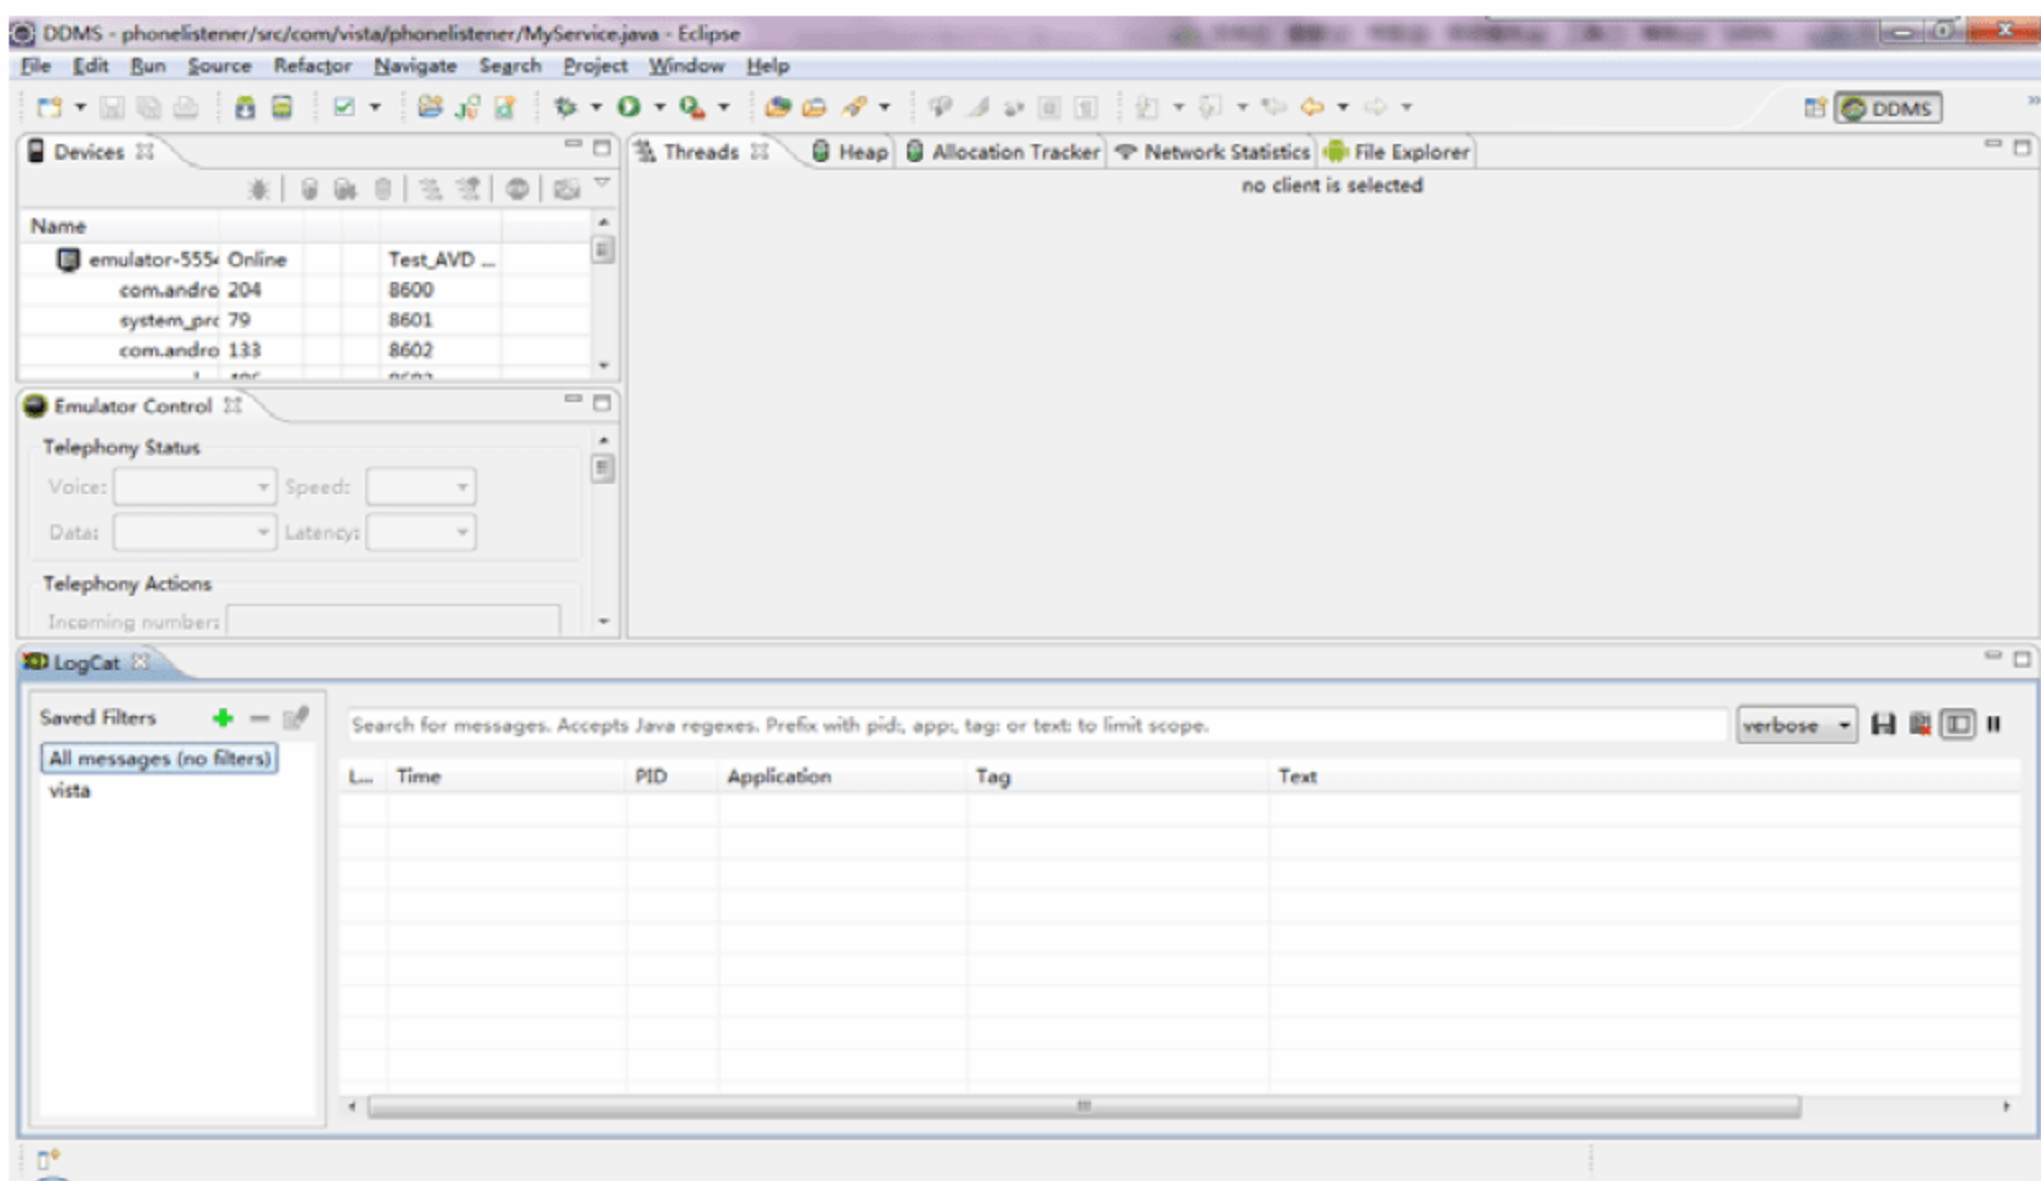 DDMS - phonelistener/src/com/vista/phonelistener/MyService.java - Eclipse
File Edit Run Source Refactor Navigate Search Project Window Help
DDMS
Devices
Threads Heap Allocation Tracker Network Statistics File Explorer
no client is selected
Name
emulator-5554 Online Test_AVD ...
com.andro 204 8600
system_prc 79 8601
com.andro 133 8602
Emulator Control
Telephony Status
Voice: Speed:
Data: Latency:
Telephony Actions
Incoming number:
LogCat
Saved Filters
Search for messages. Accepts Java regexes. Prefix with pid:, app:, tag: or text: to limit scope.
verbose
All messages (no filters)
vista
L... Time PID Application Tag Text